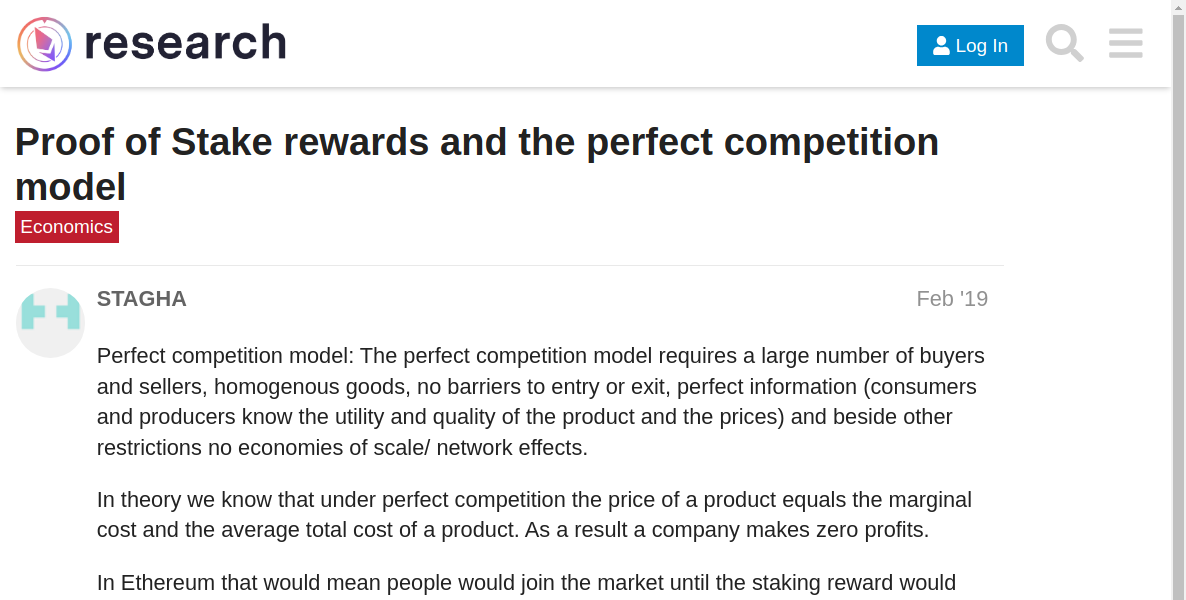 research
Log In
Proof of Stake rewards and the perfect competition
model
Economics
STAGHA
Feb '19
Perfect competition model: The perfect competition model requires a large number of buyers
and sellers, homogenous goods, no barriers to entry or exit, perfect information (consumers
and producers know the utility and quality of the product and the prices) and beside other
restrictions no economies of scale/ network effects.
In theory we know that under perfect competition the price of a product equals the marginal
cost and the average total cost of a product. As a result a company makes zero profits.
In Ethereum that would mean people would join the market until the staking reward would